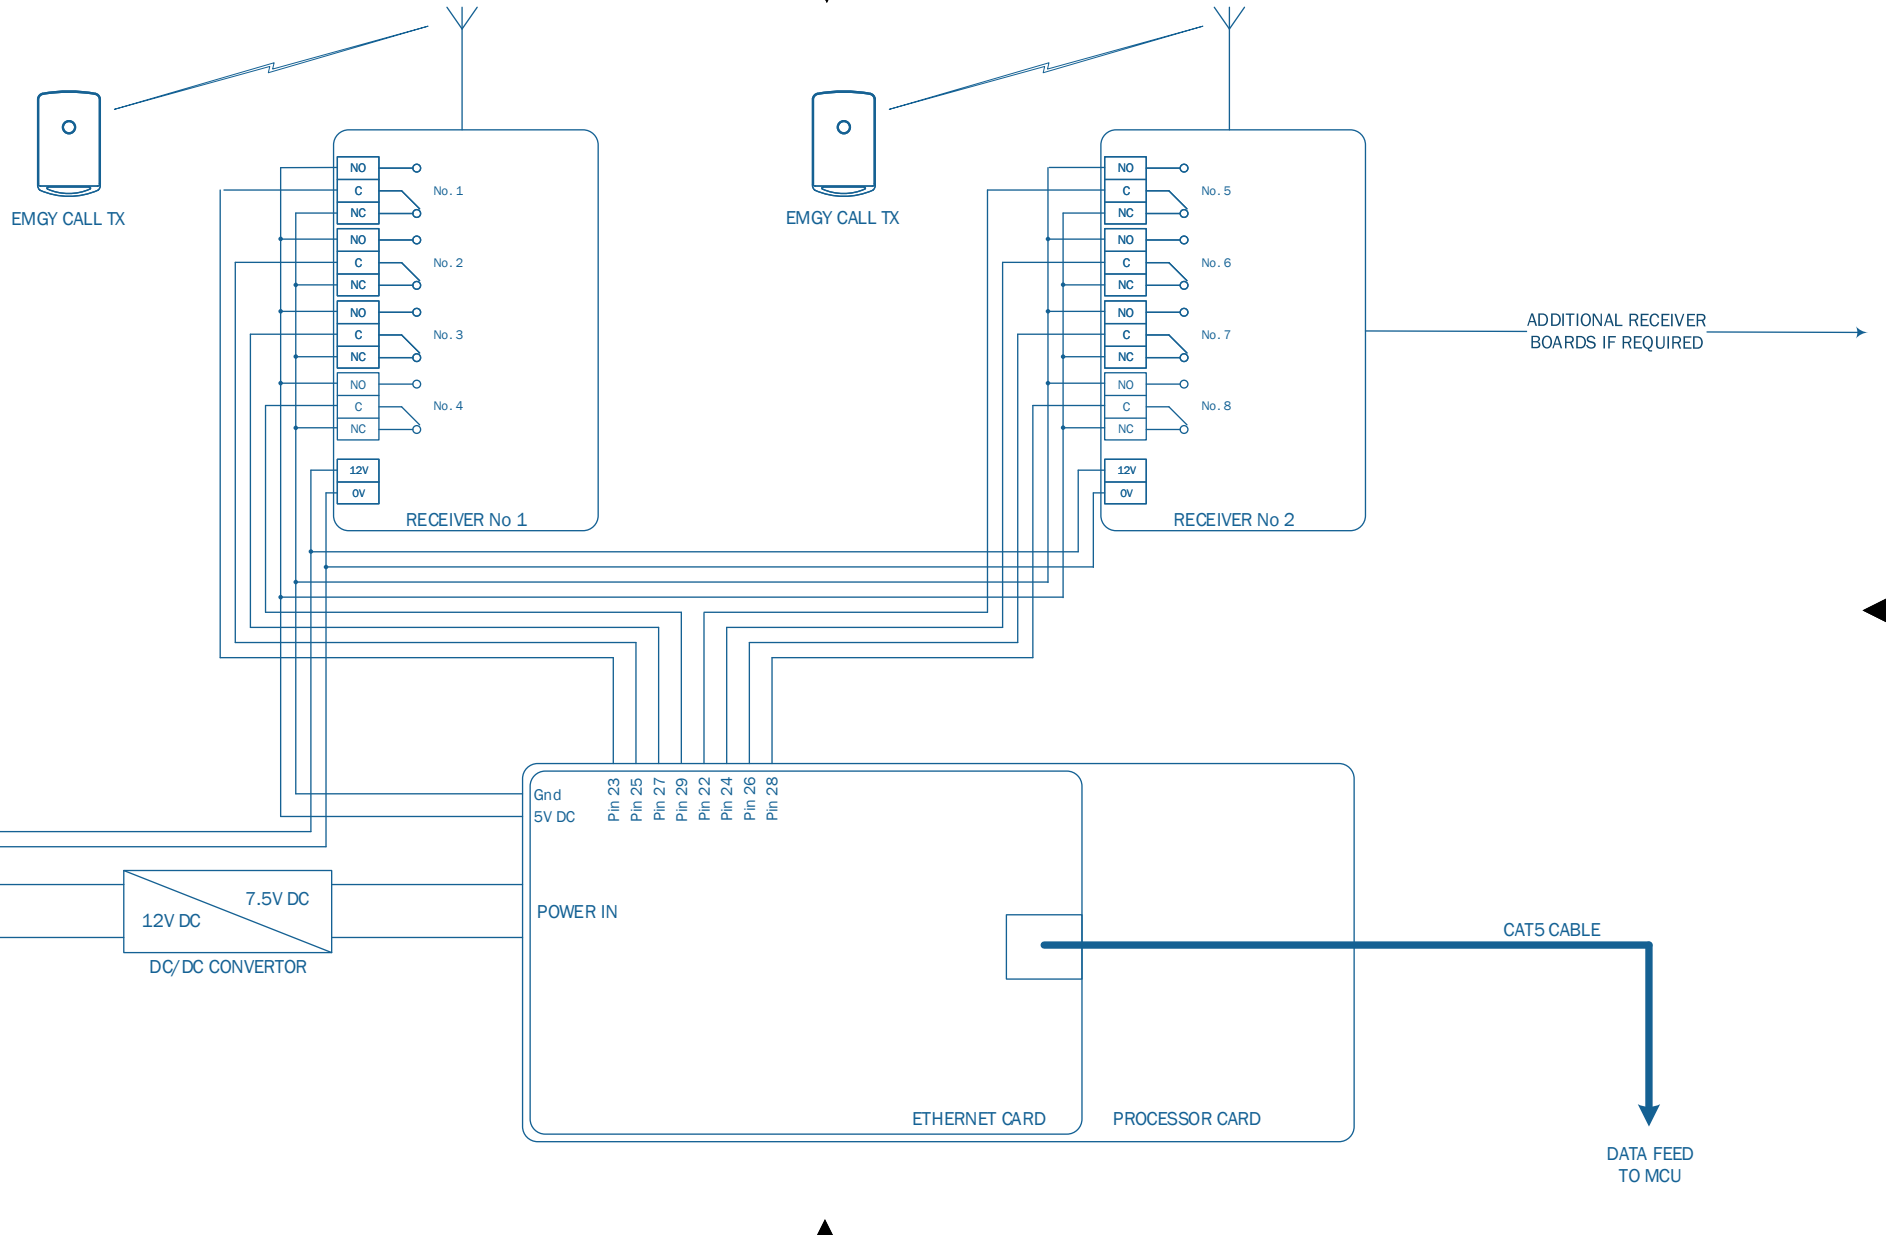 EMGY CALL TX
NO
C
NC
No. 1
NO
C
NC
No. 2
NO
C
NC
No. 3
NO
C
NC
No. 4
12V
0V
RECEIVER No 1
EMGY CALL TX
NO
C
NC
No. 5
NO
C
NC
No. 6
NO
C
NC
No. 7
NO
C
NC
No. 8
12V
0V
RECEIVER No 2
ADDITIONAL RECEIVER
BOARDS IF REQUIRED
Gnd
5V DC
Pin 23
Pin 25
Pin 27
Pin 29
Pin 22
Pin 24
Pin 26
Pin 28
7.5V DC
12V DC
DC/DC CONVERTOR
POWER IN
CAT5 CABLE
ETHERNET CARD
PROCESSOR CARD
DATA FEED
TO MCU